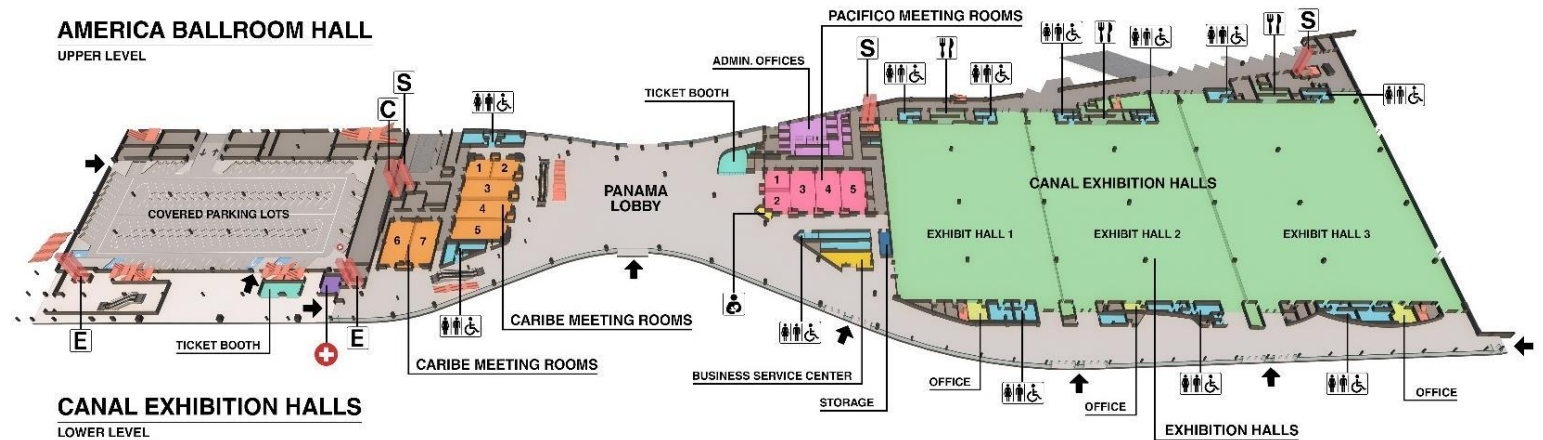 AMERICA BALLROOM HALL
UPPER LEVEL
PACIFICO MEETING ROOMS
S
S
ADMIN. OFFICES
TICKET BOOTH
S
C
1 2
3
4
5
6 7
COVERED PARKING LOTS
PANAMA
LOBBY
1
2
3 4 5
CANAL EXHIBITION HALLS
EXHIBIT HALL 1
EXHIBIT HALL 2
EXHIBIT HALL 3
E
E
TICKET BOOTH
CARIBE MEETING ROOMS
CARIBE MEETING ROOMS
BUSINESS SERVICE CENTER
STORAGE
OFFICE
OFFICE
OFFICE
EXHIBITION HALLS
CANAL EXHIBITION HALLS
LOWER LEVEL